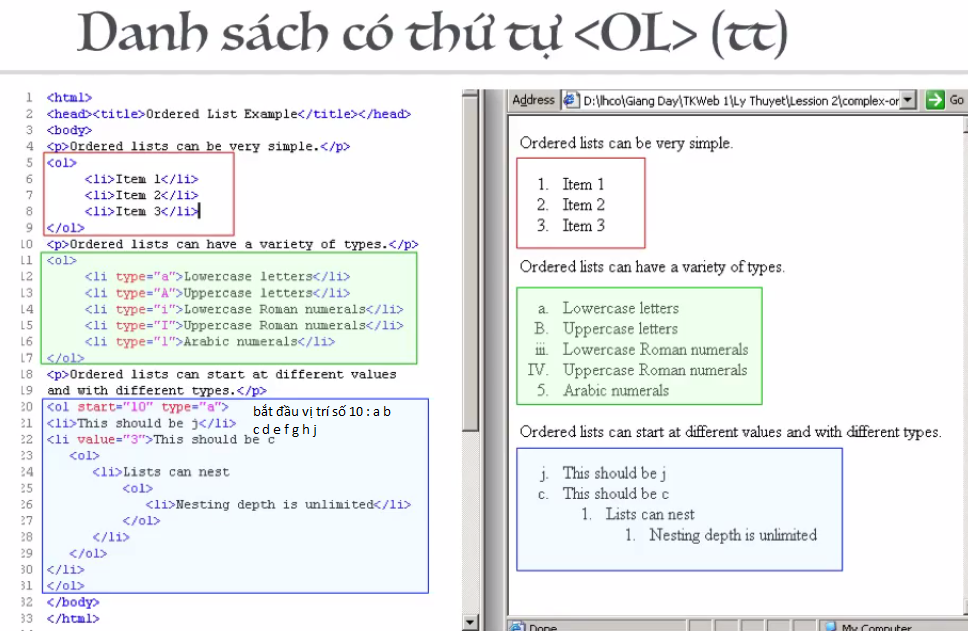 Danh sách có thứ tự <OL> (tt)
1 <html>
2 <head><title>Ordered List Example</title></head>
3 <body>
4 <p>Ordered lists can be very simple.</p>
5 <ol>
6 <li>Item 1</li>
7 <li>Item 2</li>
8 <li>Item 3</li>
9 </ol>
10 <p>Ordered lists can have a variety of types.</p>
11 <ol>
12 <li type="a">Lowercase letters</li>
13 <li type="A">Uppercase letters</li>
14 <li type="i">Lowercase Roman numerals</li>
15 <li type="I">Uppercase Roman numerals</li>
16 <li type="1">Arabic numerals</li>
17 </ol>
18 <p>Ordered lists can start at different values
19 and with different types.</p>
20 <ol start="10" type="a">
21 <li>This should be j</li>
22 <li value="3">This should be c
23 <ol>
24 <li>Lists can nest
25 <ol>
26 <li>Nesting depth is unlimited</li>
27 </ol>
28 </li>
29 </ol>
30 </li>
31 </ol>
32 </body>
33 </html>
bắt đầu vị trí số 10 : a b
c d e f g h j
Address D:\lhco\Giang Day\TKWeb 1\Ly Thuyet\Lession 2\complex-or Go
Ordered lists can be very simple.
1. Item 1
2. Item 2
3. Item 3
Ordered lists can have a variety of types.
a. Lowercase letters
B. Uppercase letters
iii. Lowercase Roman numerals
IV. Uppercase Roman numerals
5. Arabic numerals
Ordered lists can start at different values and with different types.
j. This should be j
c. This should be c
1. Lists can nest
1. Nesting depth is unlimited
Done My Computer